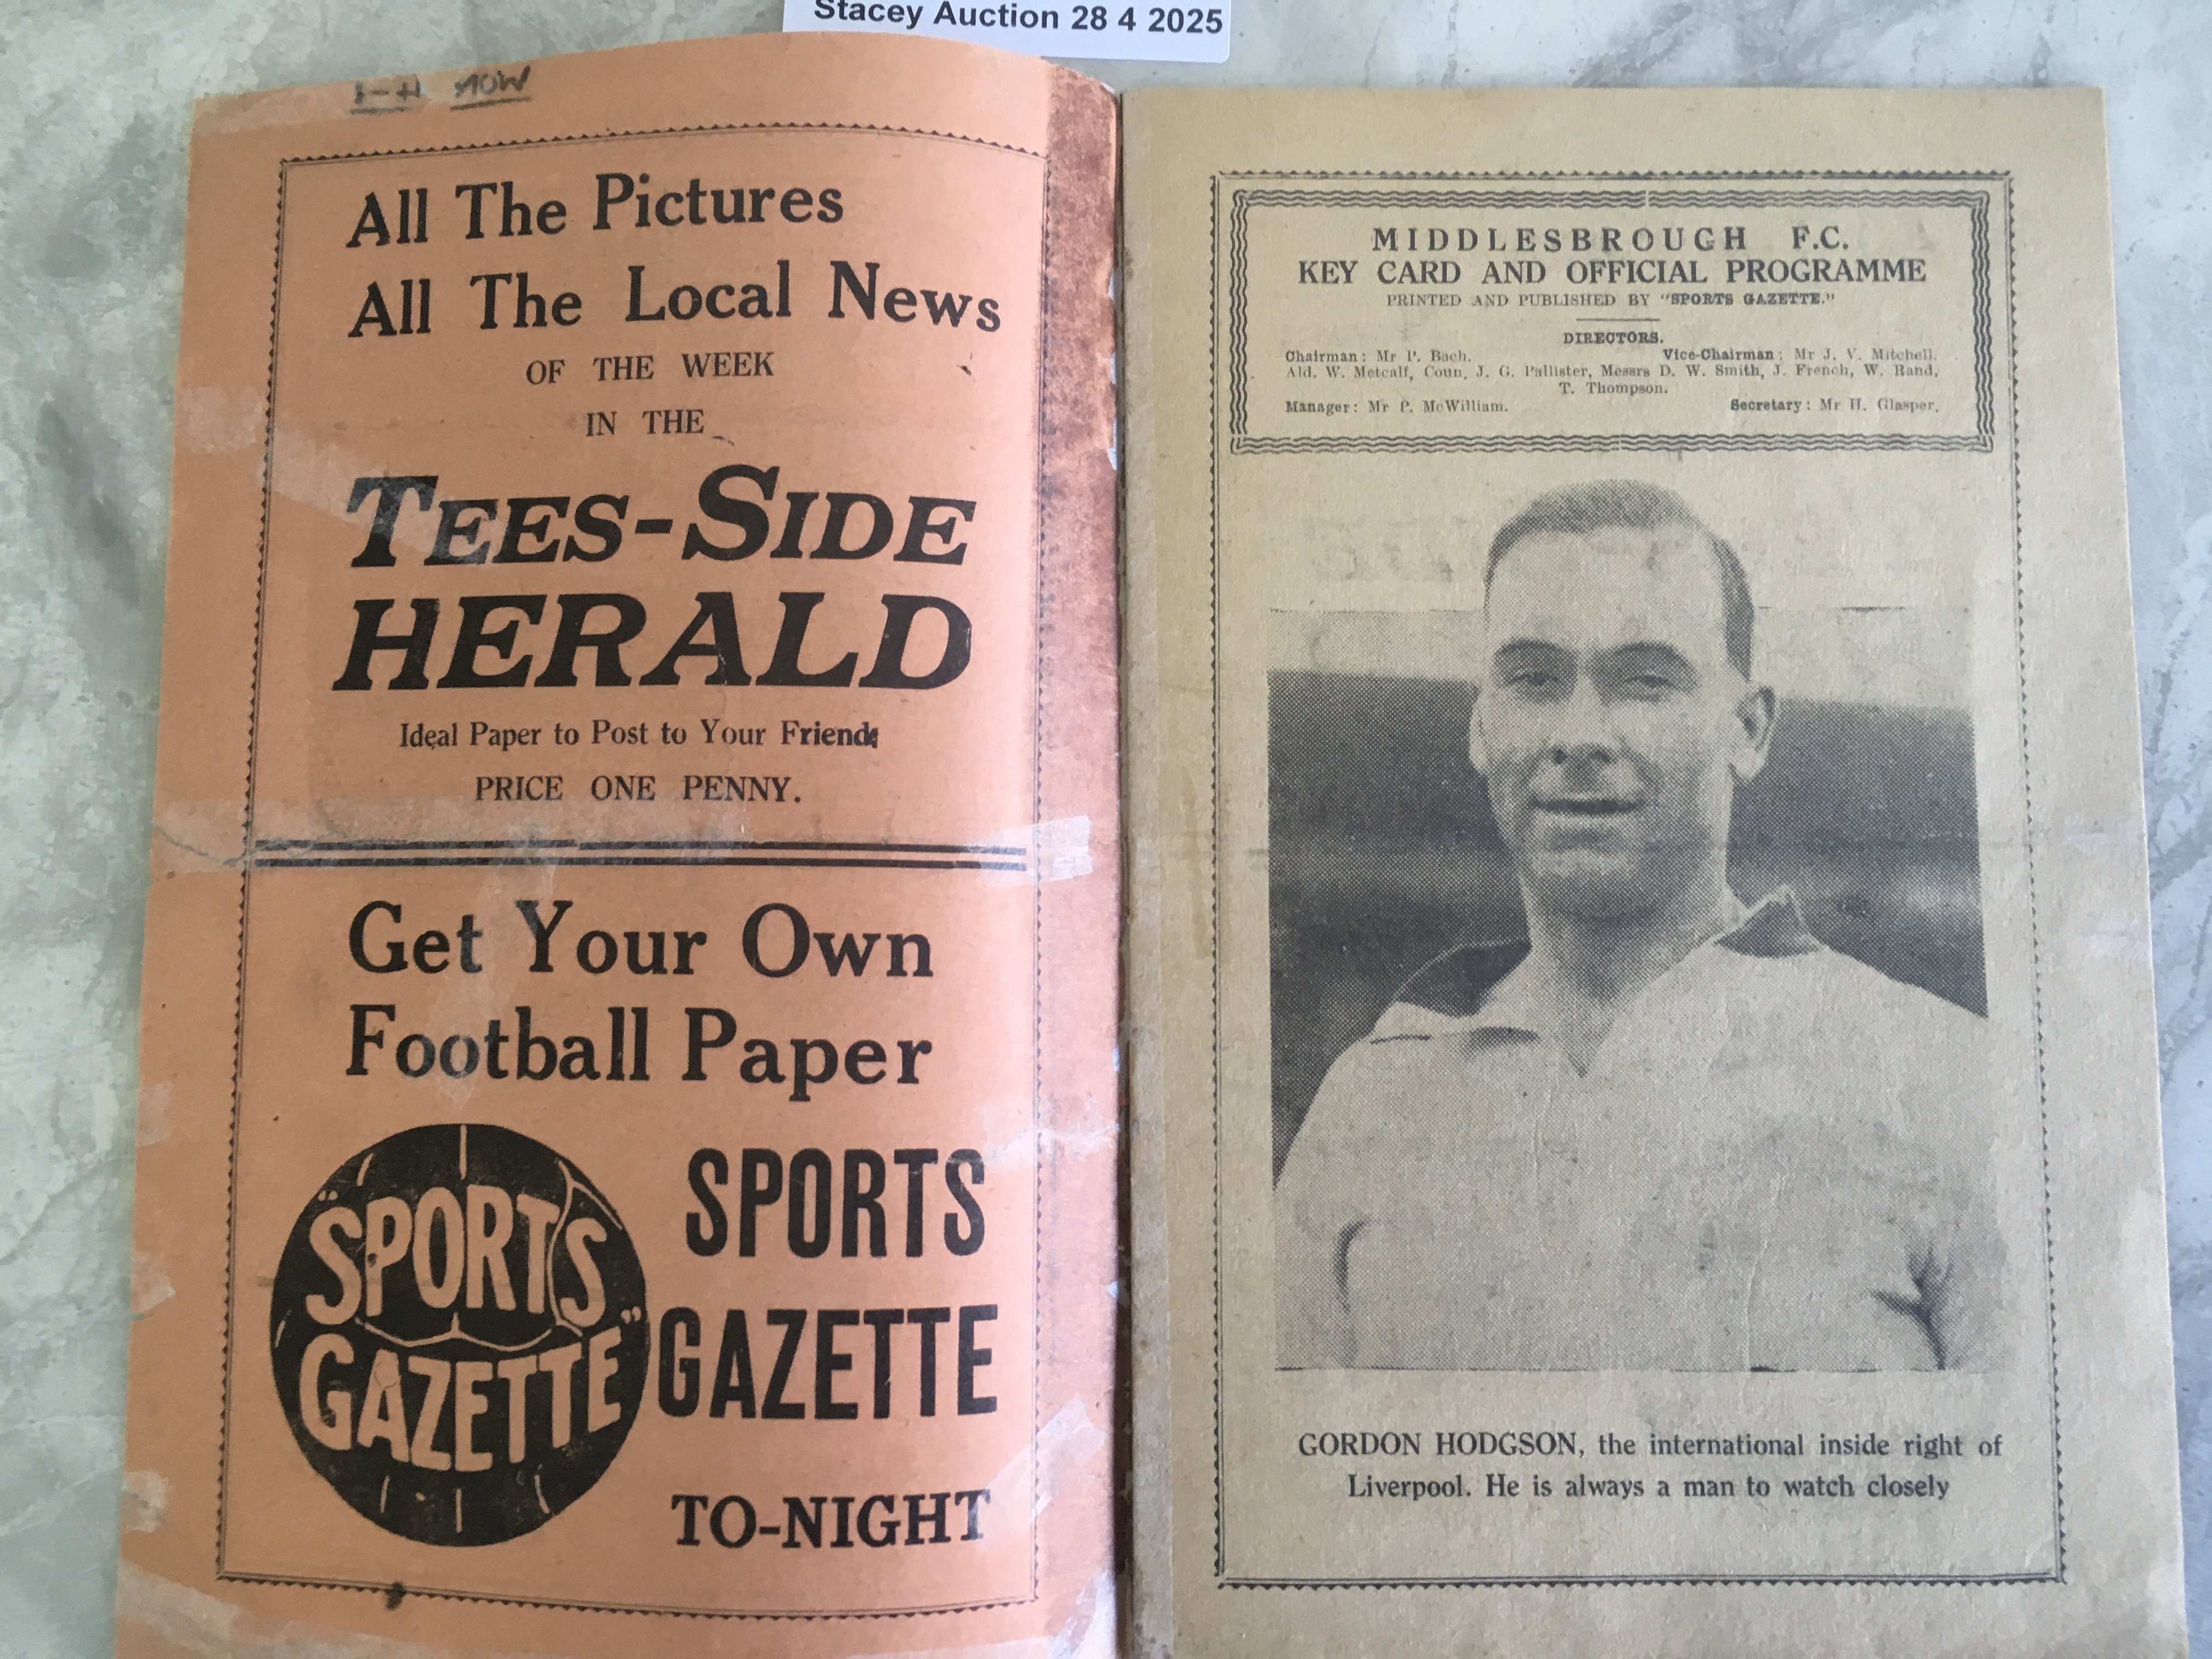 Stacey Auction 28 4 2025
All The Pictures
All The Local News
OF THE WEEK
IN THE
TEES-SIDE
HERALD
Ideal Paper to Post to Your Friends
PRICE ONE PENNY.
Get Your Own
Football Paper
"SPORTS
GAZETTE"
SPORTS
GAZETTE
TO-NIGHT
MIDDLESBROUGH F.C.
KEY CARD AND OFFICIAL PROGRAMME
PRINTED AND PUBLISHED BY "SPORTS GAZETTE."
DIRECTORS.
Chairman: Mr P. Bach. Vice-Chairman: Mr J. V. Mitchell.
Ald. W. Metcalf, Coun. J. G. Pallister, Messrs D. W. Smith, J. French, W. Rand,
T. Thompson.
Manager: Mr P. McWilliam. Secretary: Mr H. Glasper.
GORDON HODGSON, the international inside right of
Liverpool. He is always a man to watch closely